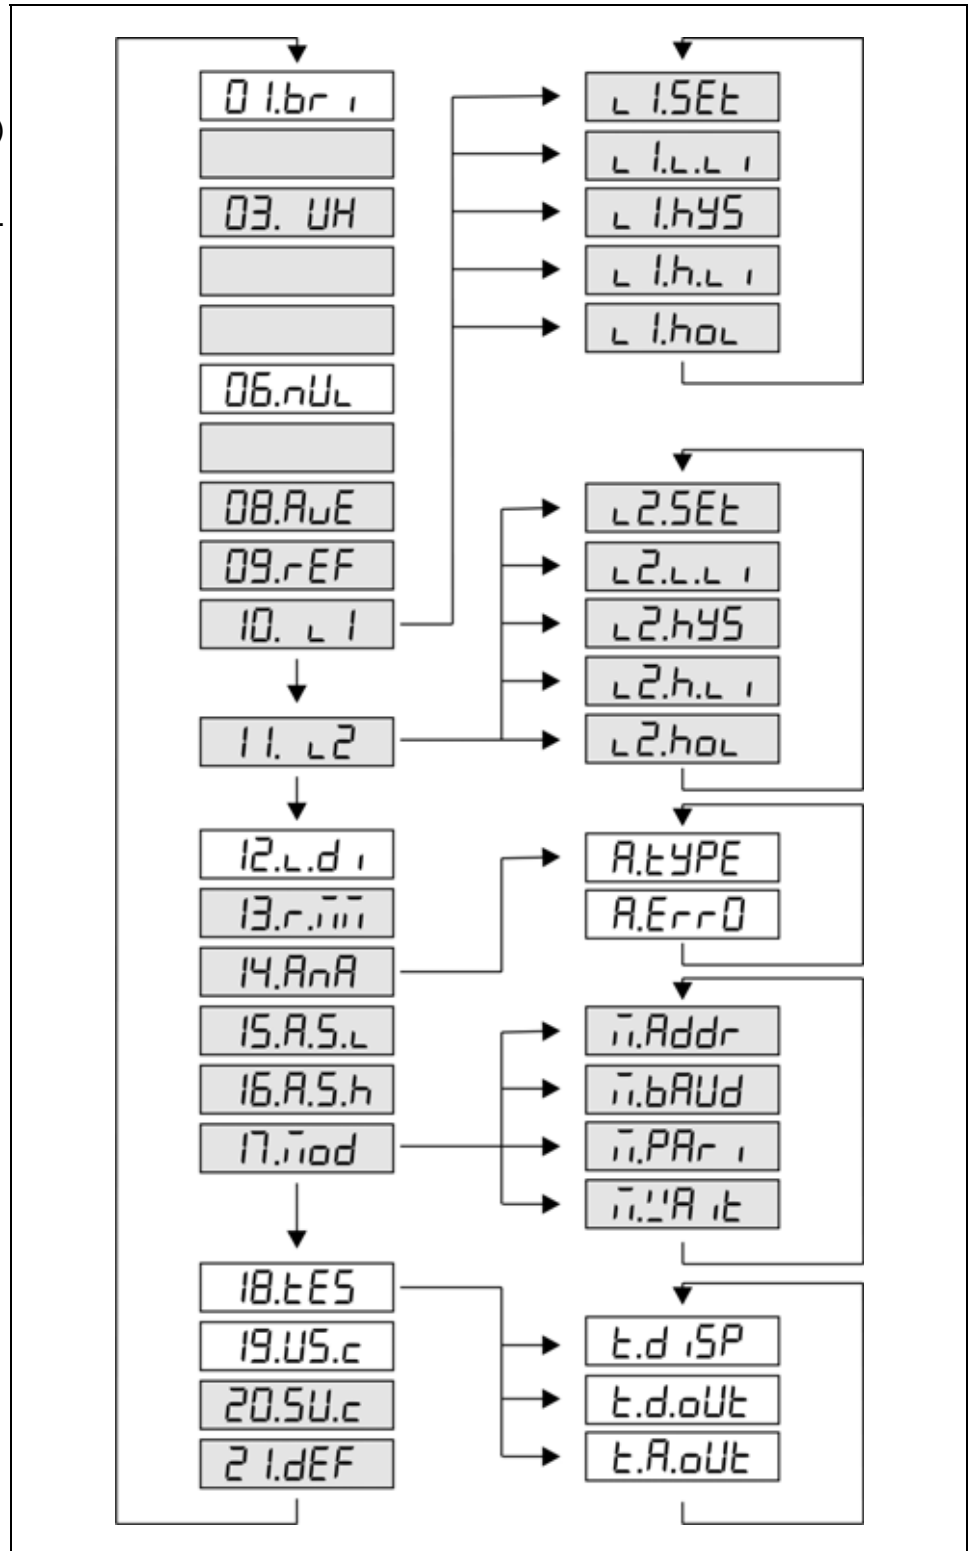 01.bri
03. UH
06.nUL
08.AvE
09.rEF
10. L1
11. L2
12.L.di
13.r.mm
14.AnA
15.A.S.L
16.A.S.h
17.mod
18.tES
19.US.c
20.SU.c
21.dEF
L1.SEt
L1.L.Li
L1.hYS
L1.h.Li
L1.hoL
L2.SEt
L2.L.Li
L2.hYS
L2.h.Li
L2.hoL
A.tYPE
A.Err0
m.Addr
m.bAUd
m.PAri
m.WAit
t.diSP
t.d.oUt
t.A.oUt